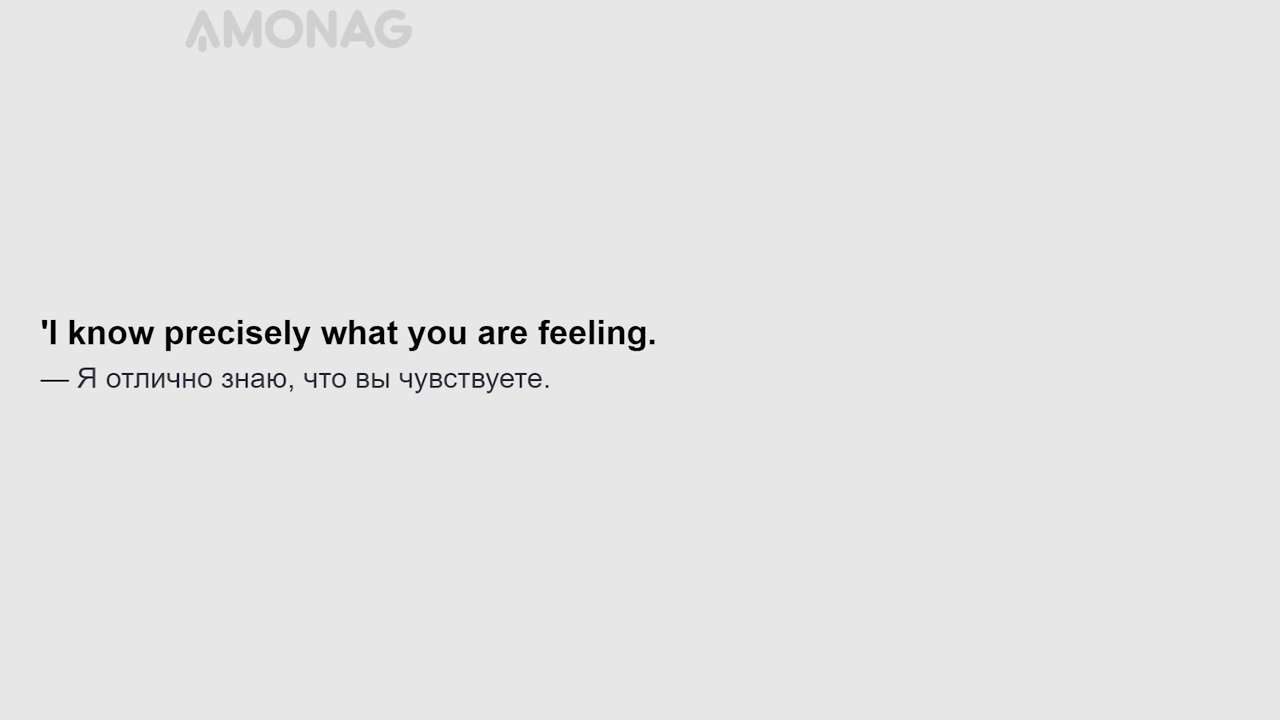 AMONAG
'I know precisely what you are feeling.
— Я отлично знаю, что вы чувствуете.